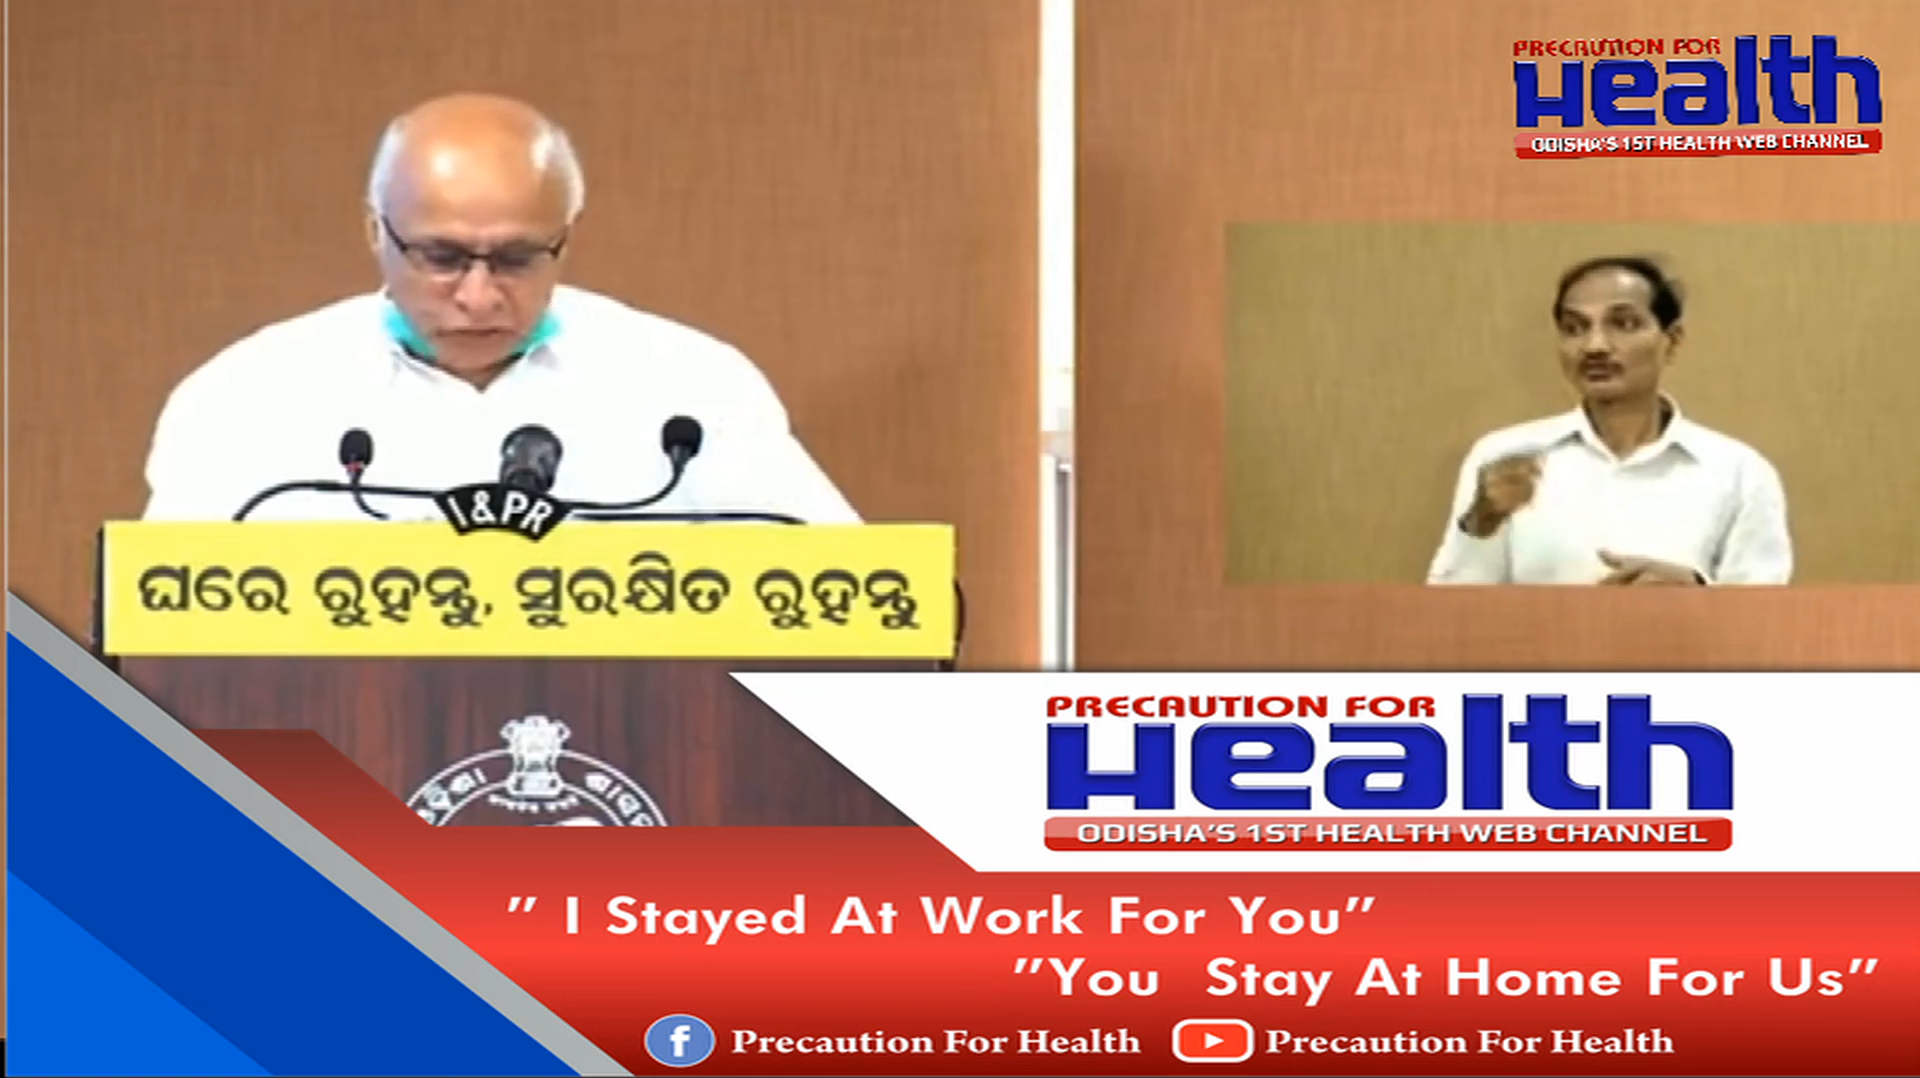 PRECAUTION FOR
Health
ODISHA'S 1ST HEALTH WEB CHANNEL
I & PR
ଘରେ ରୁହନ୍ତୁ, ସୁରକ୍ଷିତ ରୁହନ୍ତୁ
PRECAUTION FOR
Health
ODISHA'S 1ST HEALTH WEB CHANNEL
" I Stayed At Work For You"
"You Stay At Home For Us"
Precaution For Health
Precaution For Health